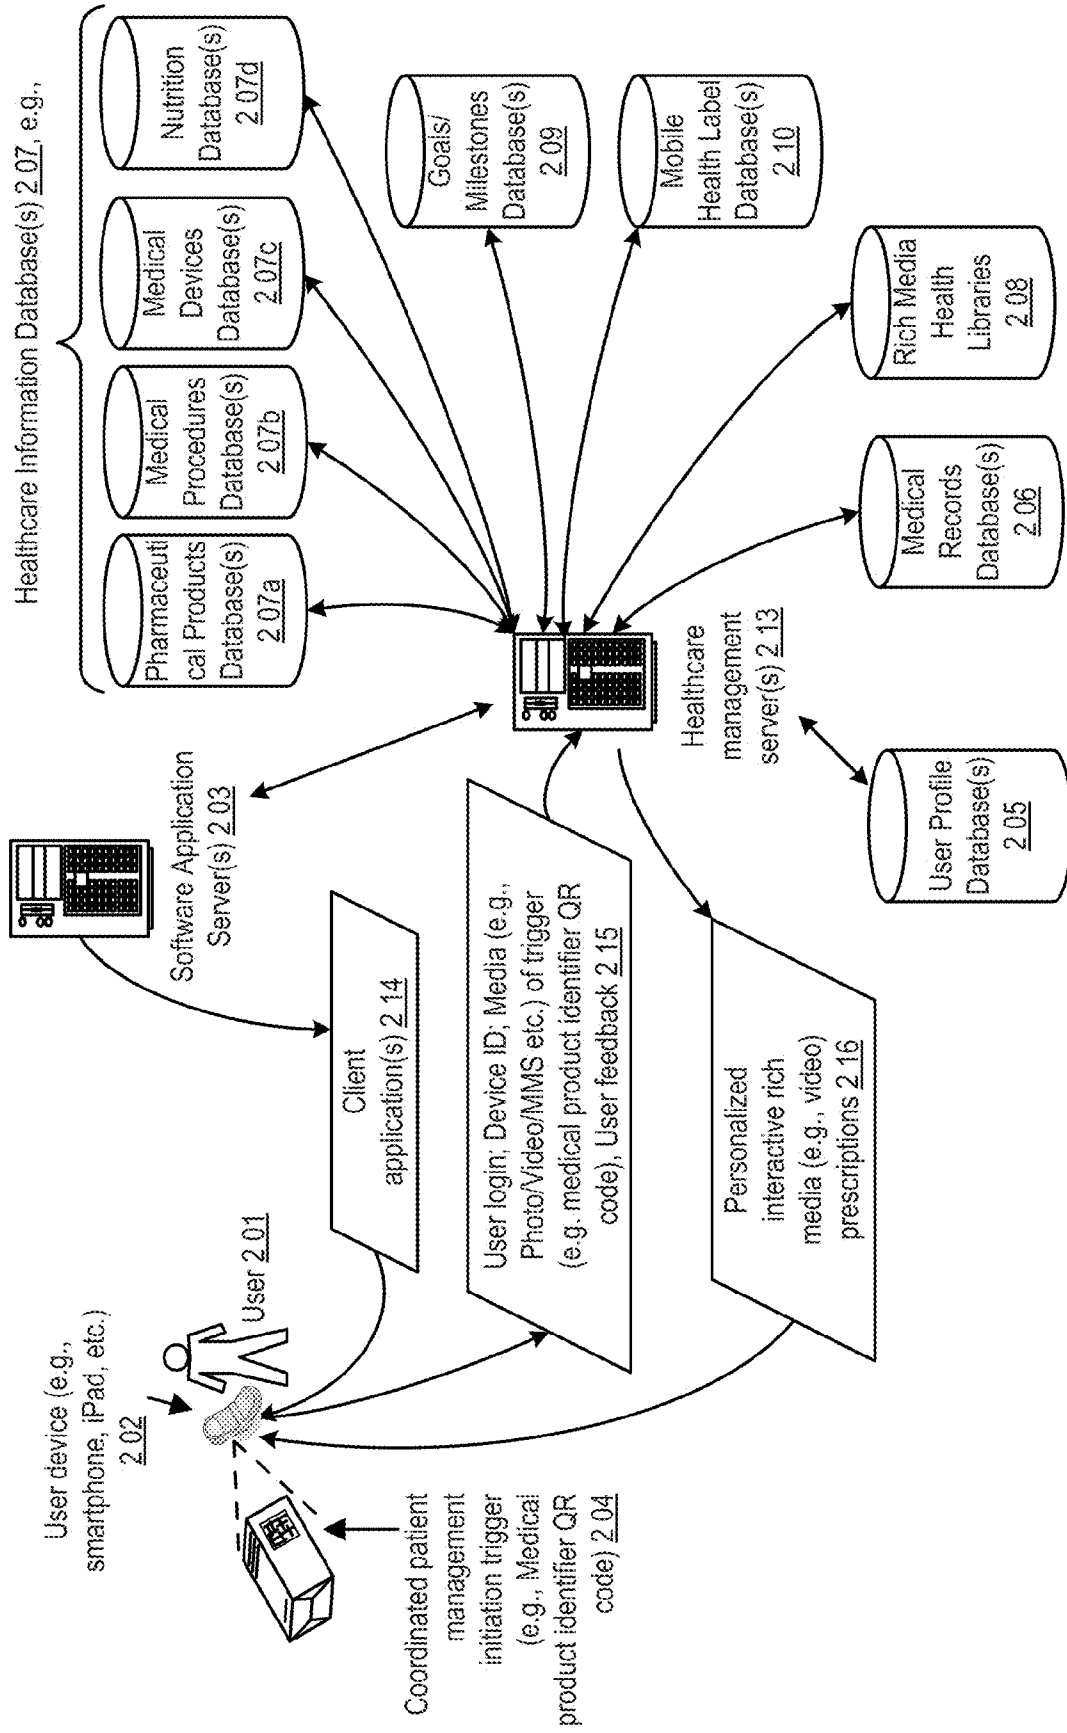 User device (e.g.,
smartphone, iPad, etc.)
2.02
User 2.01
Coordinated patient
management
initiation trigger
(e.g., Medical
product identifier QR
code) 2.04
Client
application(s) 2.14
User login; Device ID; Media (e.g.,
Photo/Video/MMS etc.) of trigger
(e.g. medical product identifier QR
code), User feedback 2.15
Personalized
interactive rich
media (e.g., video)
prescriptions 2.16
Software Application
Server(s) 2.03
Healthcare
management
server(s) 2.13
User Profile
Database(s)
2.05
Healthcare Information Database(s) 2.07, e.g.,
Pharmaceuti
cal Products
Database(s)
2.07a
Medical
Procedures
Database(s)
2.07b
Medical
Devices
Database(s)
2.07c
Nutrition
Database(s)
2.07d
Goals/
Milestones
Database(s)
2.09
Mobile
Health Label
Database(s)
2.10
Rich Media
Health
Libraries
2.08
Medical
Records
Database(s)
2.06